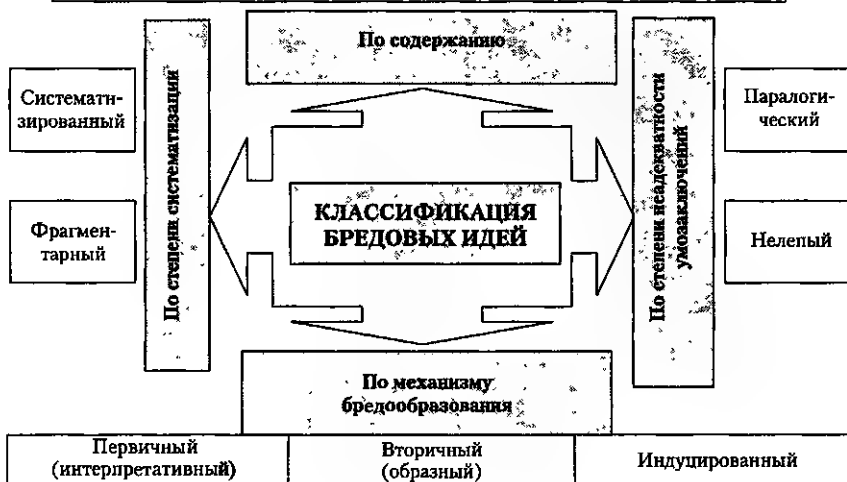 По содержанию
Системати-
зированный
Фрагмен-
тарный
По степени систематизации
КЛАССИФИКАЦИЯ
БРЕДОВЫХ ИДЕЙ
По степени неадекватности
умозаключений
Паралоги-
ческий
Нелепый
По механизму
бредообразования
Первичный
(интерпретативный)
Вторичный
(образный)
Индуцированный